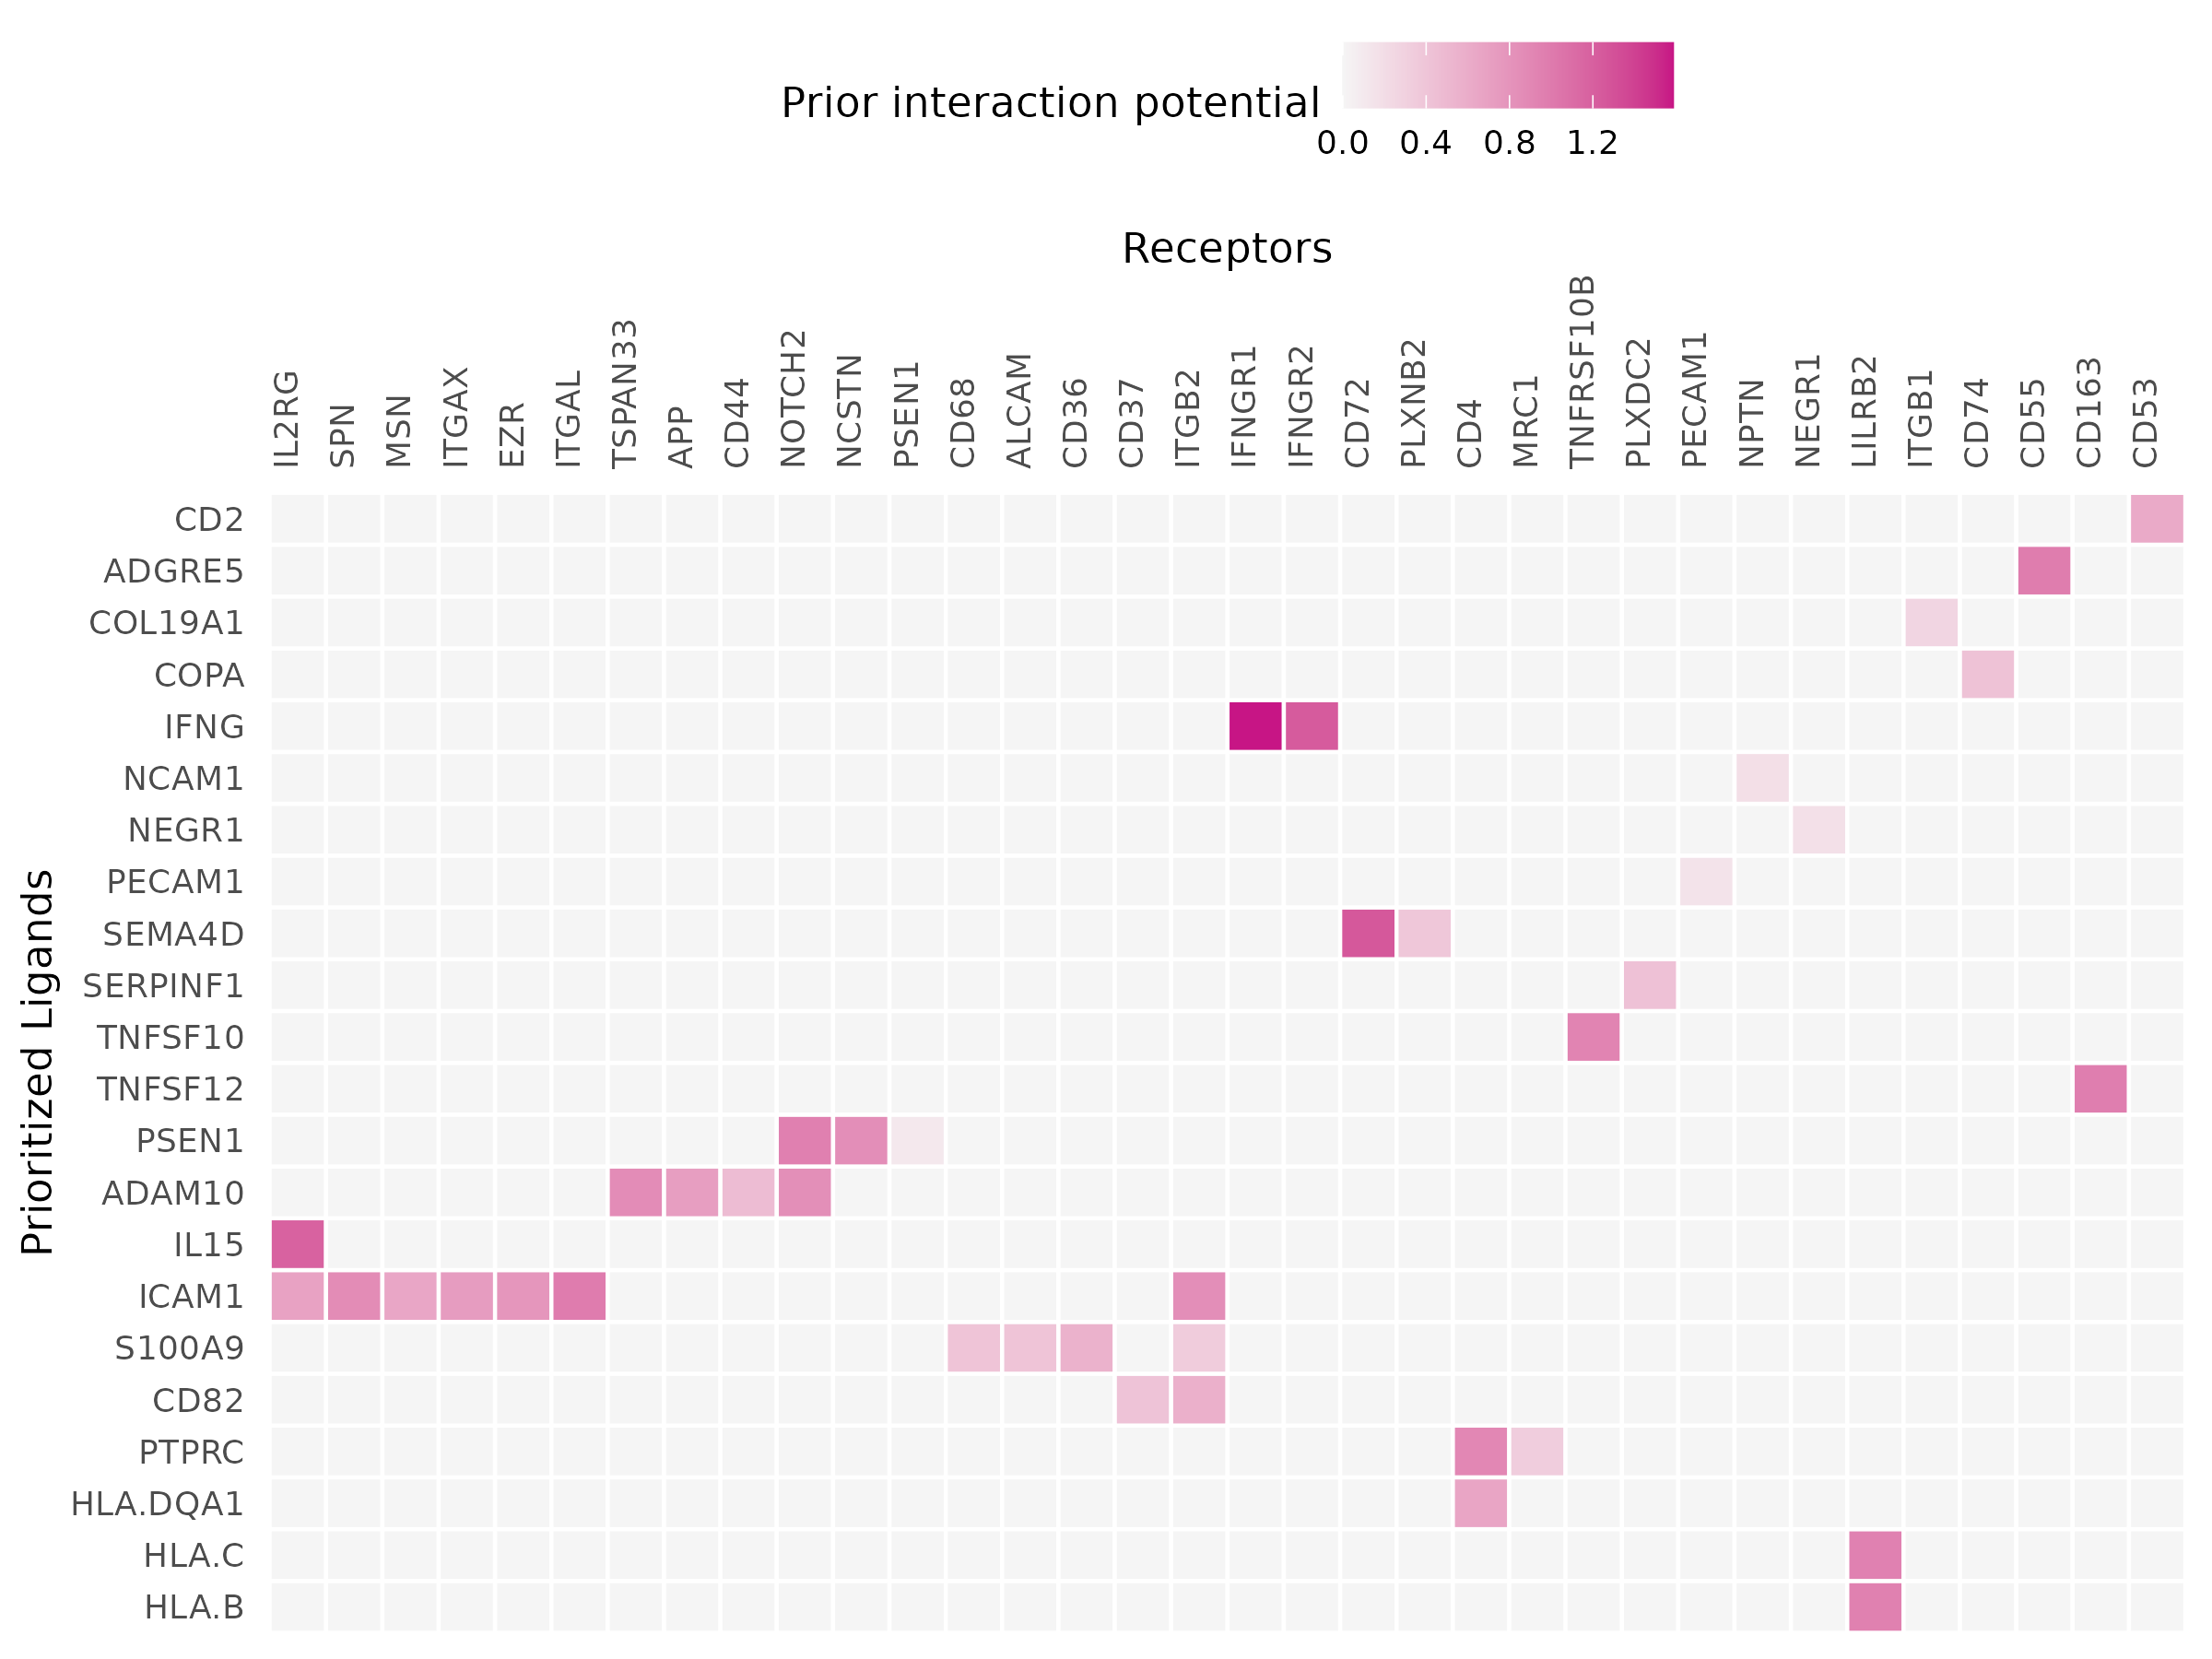 Prior interaction potential
0.0 0.4 0.8 1.2
Receptors
IL2RG
SPN
MSN
ITGAX
EZR
ITGAL
TSPAN33
APP
CD44
NOTCH2
NCSTN
PSEN1
CD68
ALCAM
CD36
CD37
ITGB2
IFNGR1
IFNGR2
CD72
PLXNB2
CD4
MRC1
TNFRSF10B
PLXDC2
PECAM1
NPTN
NEGR1
LILRB2
ITGB1
CD74
CD55
CD163
CD53
Prioritized Ligands
CD2
ADGRE5
COL19A1
COPA
IFNG
NCAM1
NEGR1
PECAM1
SEMA4D
SERPINF1
TNFSF10
TNFSF12
PSEN1
ADAM10
IL15
ICAM1
S100A9
CD82
PTPRC
HLA.DQA1
HLA.C
HLA.B